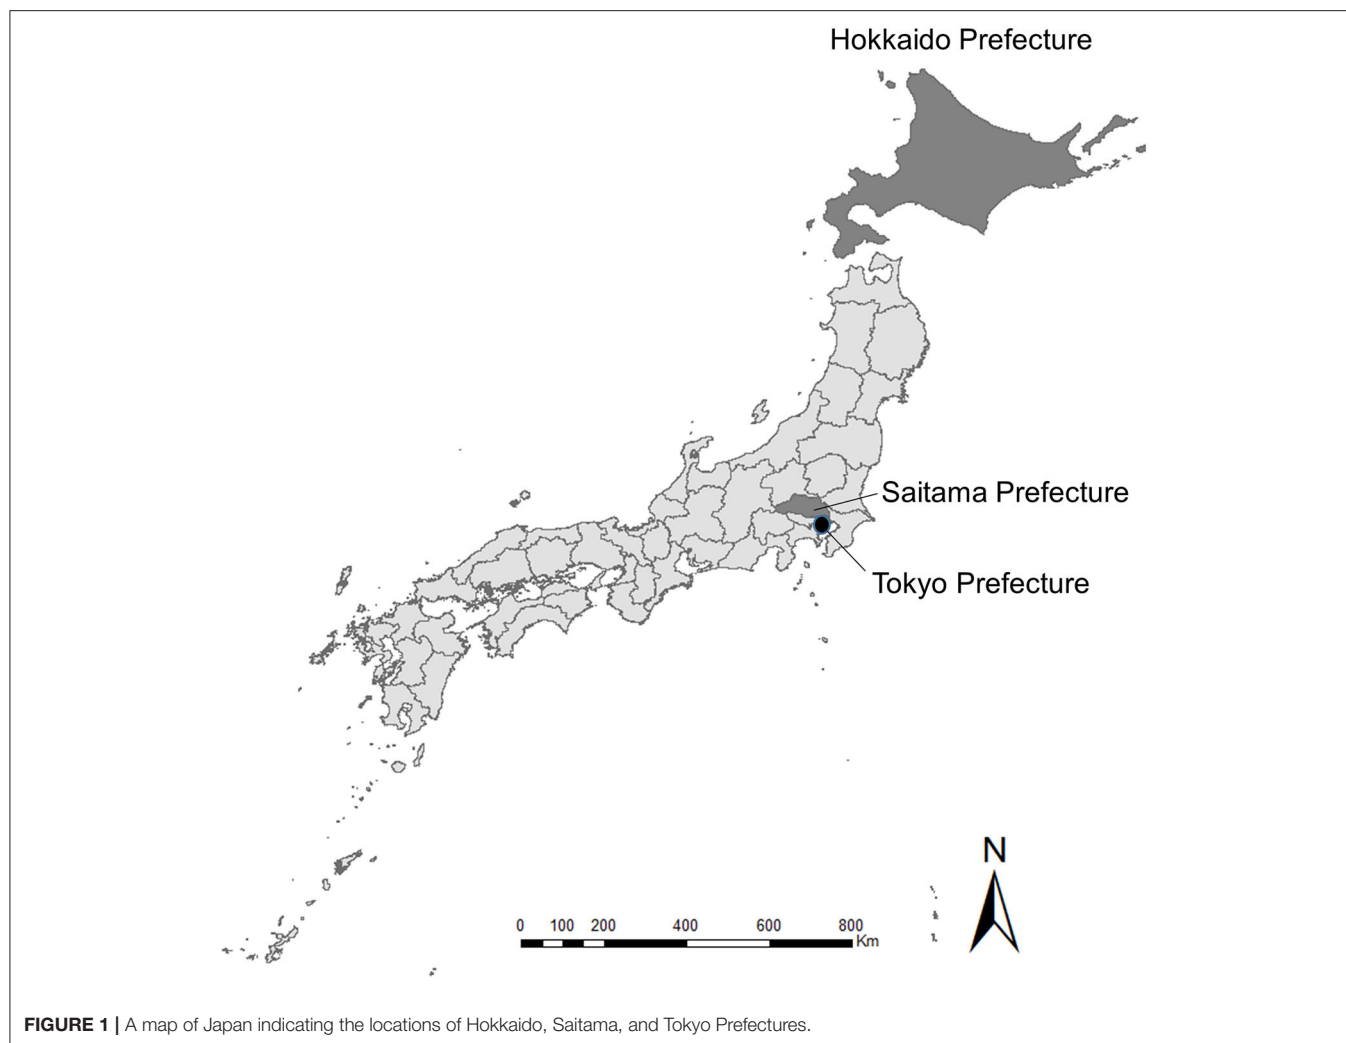 Hokkaido Prefecture
Saitama Prefecture
Tokyo Prefecture
N
0 100 200 400 600 800
Km
FIGURE 1 | A map of Japan indicating the locations of Hokkaido, Saitama, and Tokyo Prefectures.